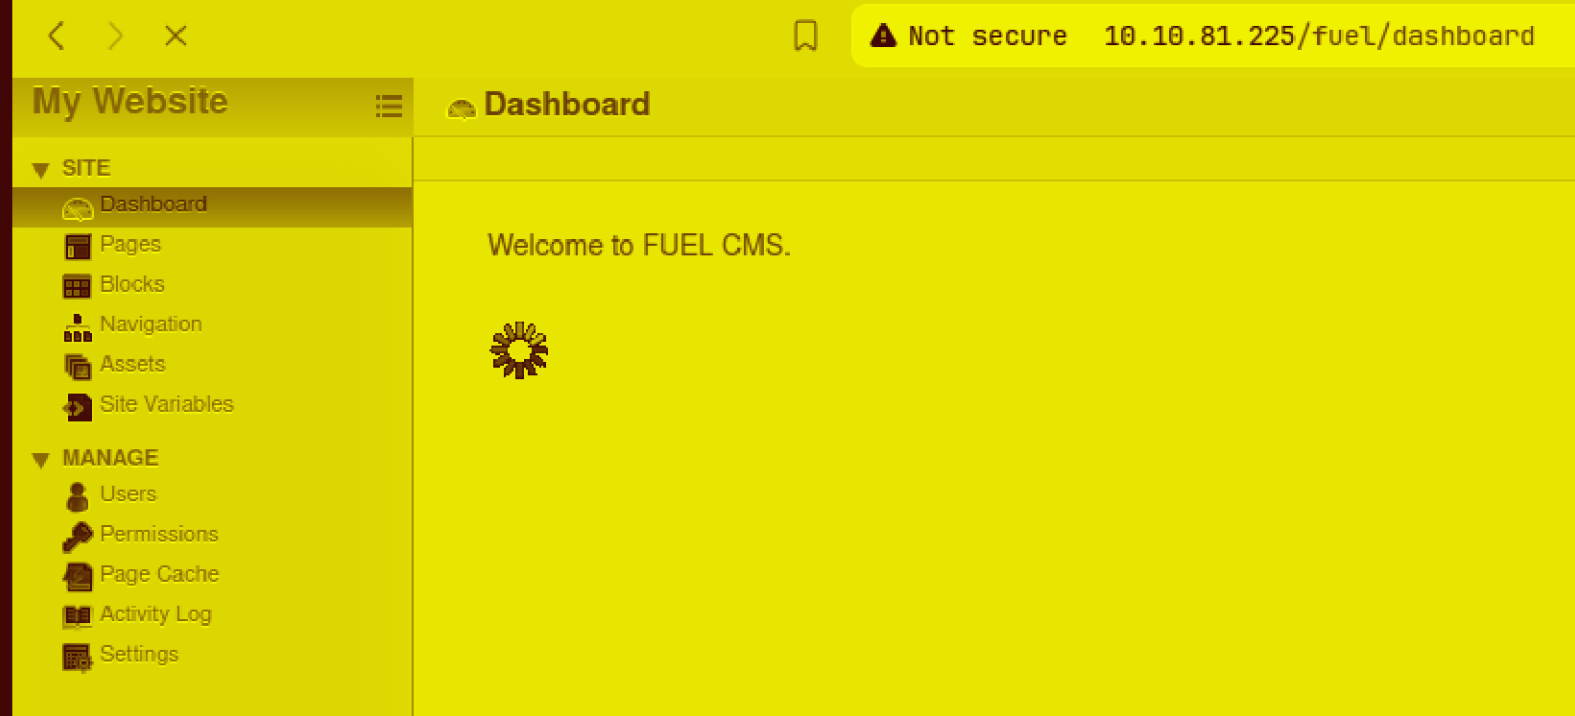 Not secure 10.10.81.225/fuel/dashboard
My Website
Dashboard
SITE
Dashboard
Pages
Blocks
Navigation
Assets
Site Variables
MANAGE
Users
Permissions
Page Cache
Activity Log
Settings
Welcome to FUEL CMS.